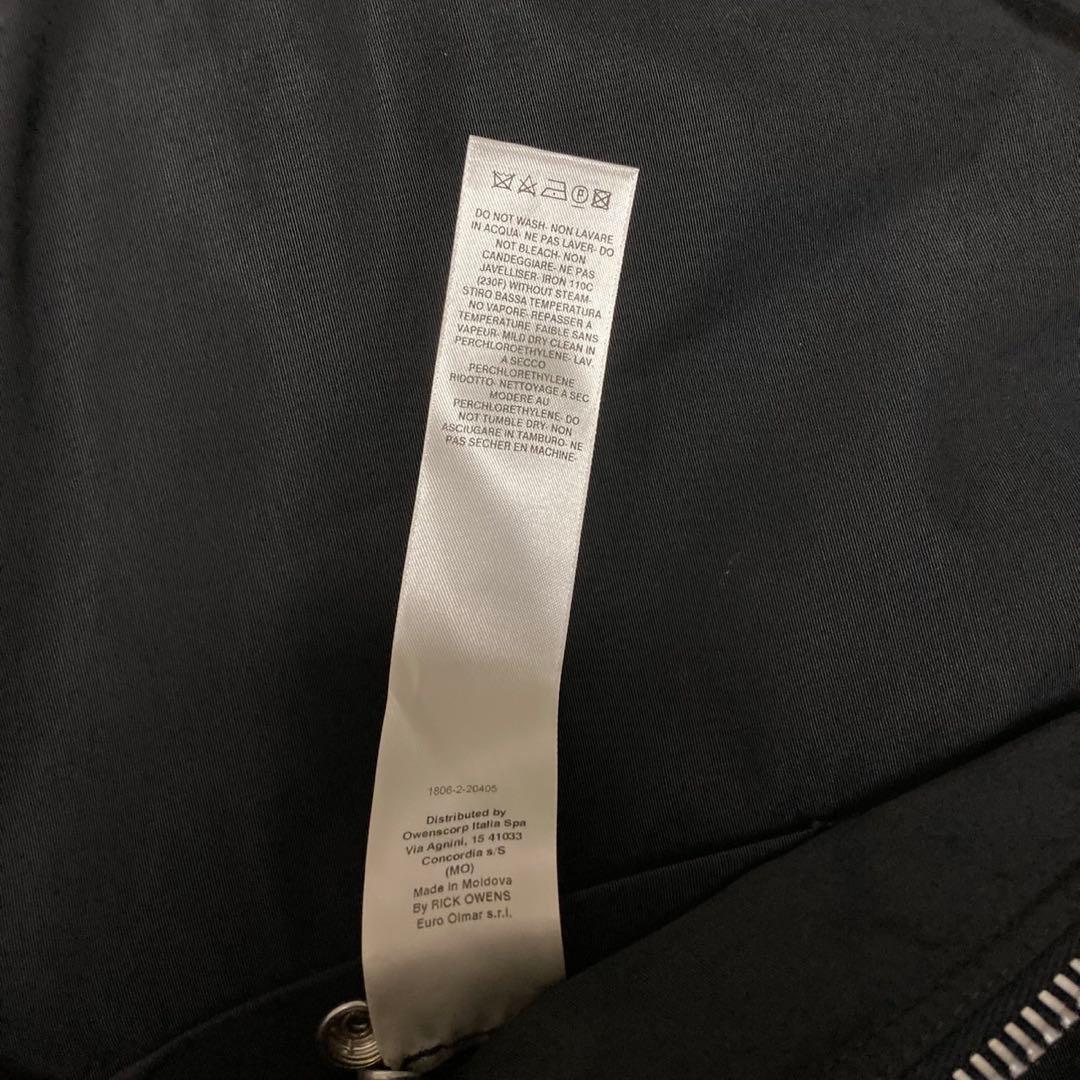 P
DO NOT WASH- NON LAVARE
IN ACQUA- NE PAS LAVER- DO
NOT BLEACH- NON
CANDEGGIARE- NE PAS
JAVELLISER- IRON 110C
(230F) WITHOUT STEAM-
STIRO BASSA TEMPERATURA
NO VAPORE- REPASSER A
TEMPERATURE FAIBLE SANS
VAPEUR- MILD DRY CLEAN IN
PERCHLOROETHYLENE- LAV.
A SECCO
PERCHLORETHYLENE
RIDOTTO- NETTOYAGE A SEC
MODERE AU
PERCHLORETHYLENE- DO
NOT TUMBLE DRY- NON
ASCIUGARE IN TAMBURO- NE
PAS SECHER EN MACHINE-
1806-2-20405
Distributed by
Owenscorp Italia Spa
Via Agnini, 15 41033
Concordia s/S
(MO)
Made in Moldova
By RICK OWENS
Euro Olmar s.r.l.